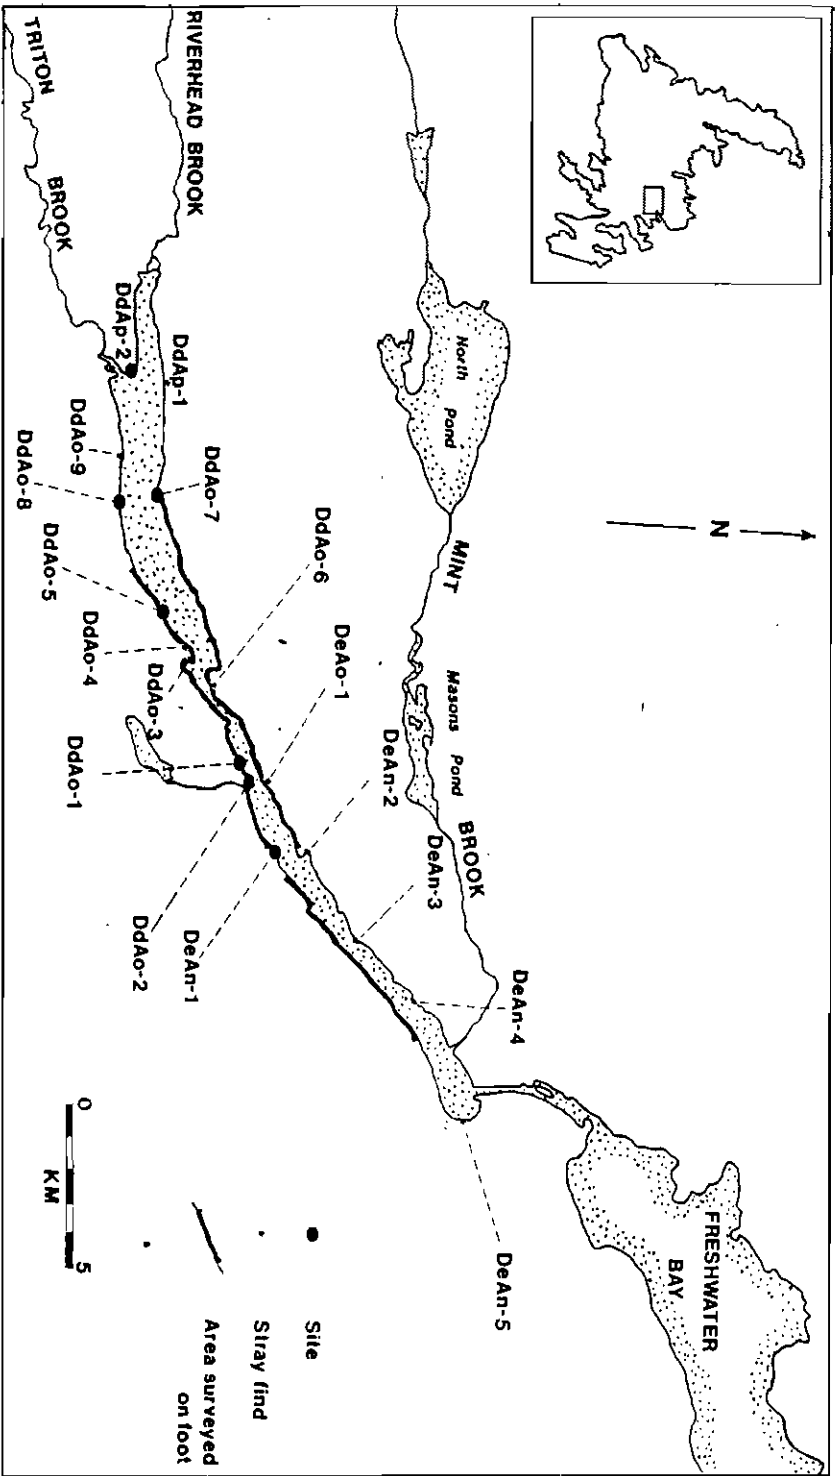 TRITON
BROOK
RIVERHEAD BROOK
North
Pond
MINT
Masons Pond
BROOK
N
FRESHWATER
BAY
DdAp-2
DdAp-1
DdAo-9
DdAo-8
DdAo-7
DdAo-5
DdAo-6
DdAo-4
DdAo-3
DeAo-1
DdAo-1
DeAn-2
DdAo-2
DeAn-1
DeAn-3
DeAn-4
DeAn-5
0
5
KM
Site
Stray find
Area surveyed
on foot